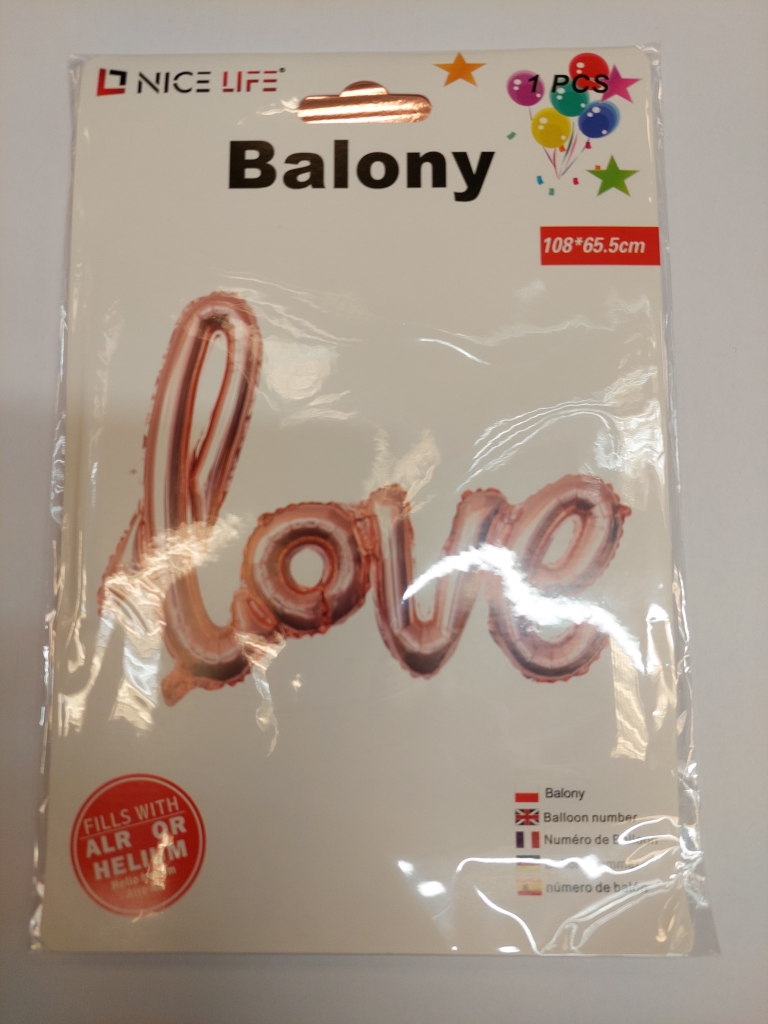 NICE LIFE®
1 PCS
Balony
108*65.5cm
love
FILLS WITH
ALR OR
HELIUM
Balony
Balloon number
Numéro de Ballon
número de balón